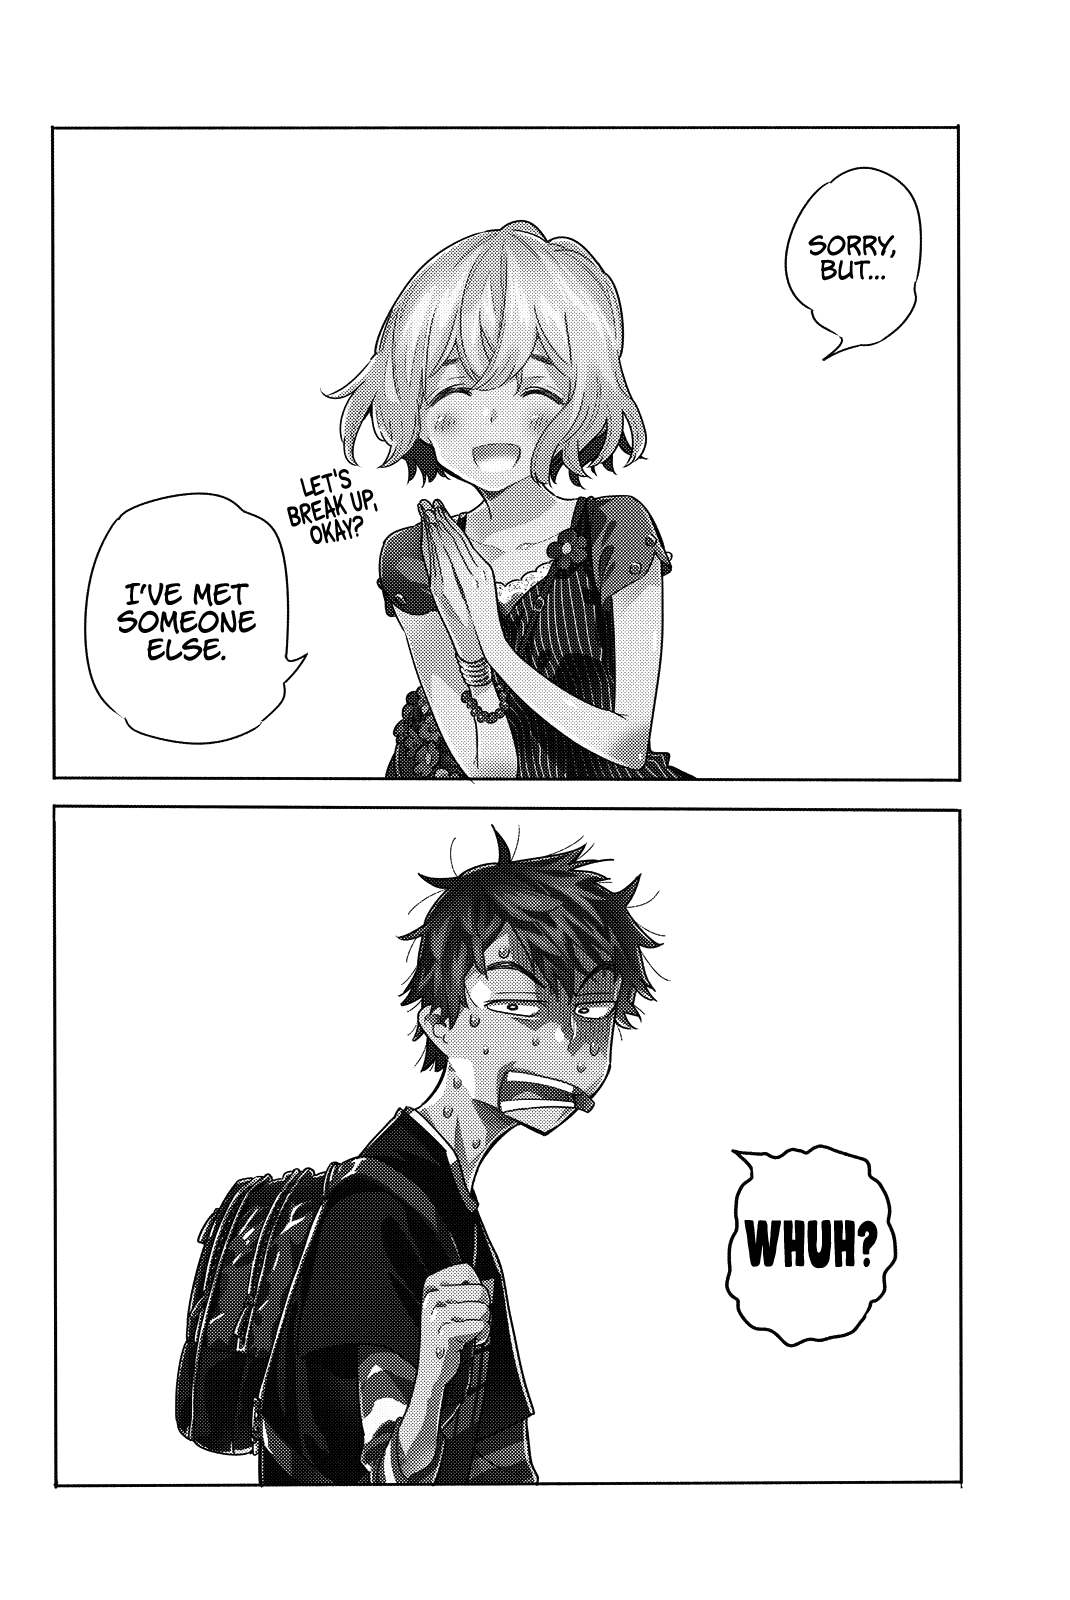 SORRY,
BUT...
I'VE MET
SOMEONE
ELSE.
LET'S
BREAK UP,
OKAY?
WHUH?